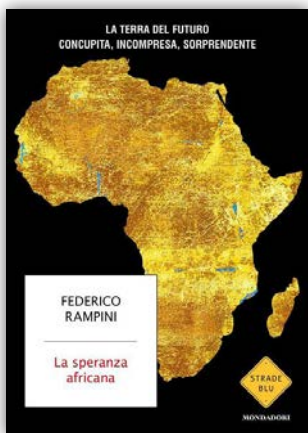 LA TERRA DEL FUTURO
CONCUPITA, INCOMPRESA, SORPRENDENTE
FEDERICO
RAMPINI
La speranza
africana
STRADE
BLU
MONDADORI